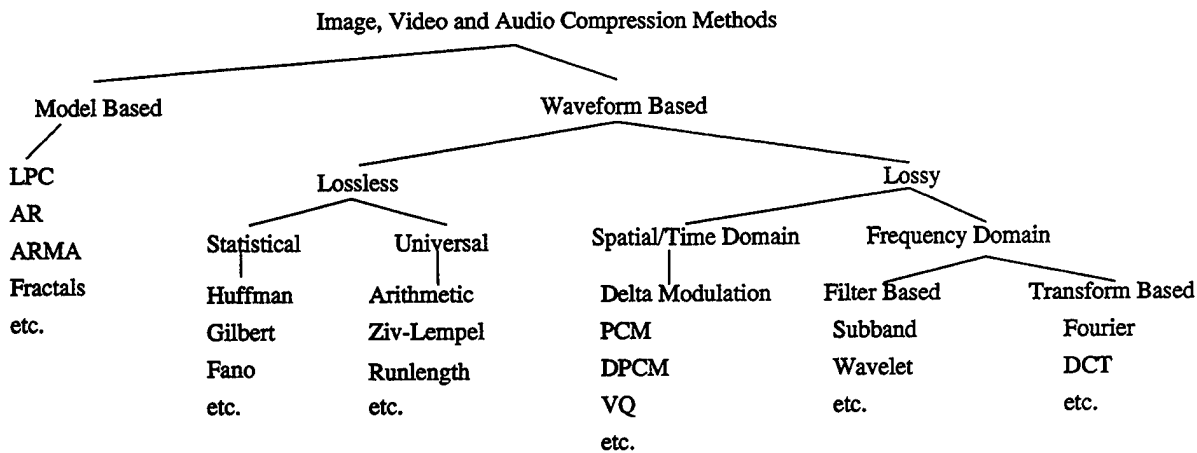 Image, Video and Audio Compression Methods
Model Based
Waveform Based
LPC
AR
ARMA
Fractals
etc.
Lossless
Lossy
Statistical
Universal
Spatial/Time Domain
Frequency Domain
Huffman
Gilbert
Fano
etc.
Arithmetic
Ziv-Lempel
Runlength
etc.
Delta Modulation
PCM
DPCM
VQ
etc.
Filter Based
Subband
Wavelet
etc.
Transform Based
Fourier
DCT
etc.